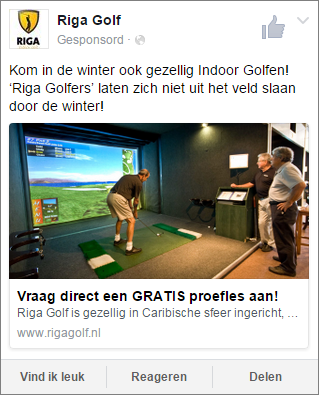 RIGA
Riga Golf
Gesponsord ·
Kom in de winter ook gezellig Indoor Golfen!
‘Riga Golfers’ laten zich niet uit het veld slaan
door de winter!
Vraag direct een GRATIS proefles aan!
Riga Golf is gezellig in Caribische sfeer ingericht, ...
www.rigagolf.nl
Vind ik leuk Reageren Delen